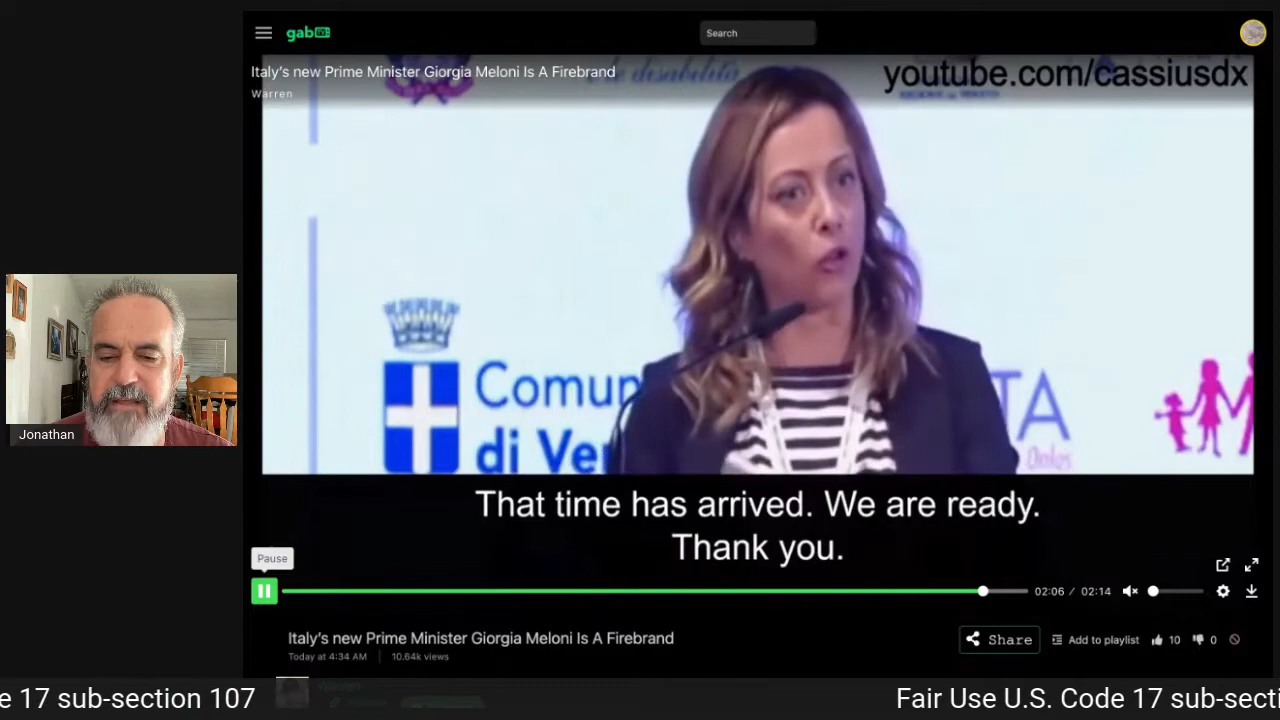 gab
Search
Italy's new Prime Minister Giorgia Meloni Is A Firebrand
Warren
disabilità
youtube.com/cassiusdx
Comun
di Ver
TA
Onlus
Jonathan
That time has arrived. We are ready.
Thank you.
Pause
02:06 / 02:14
Italy's new Prime Minister Giorgia Meloni Is A Firebrand
Share
Add to playlist
10
0
Today at 4:34 AM
10.64k views
e 17 sub-section 107
Fair Use U.S. Code 17 sub-secti